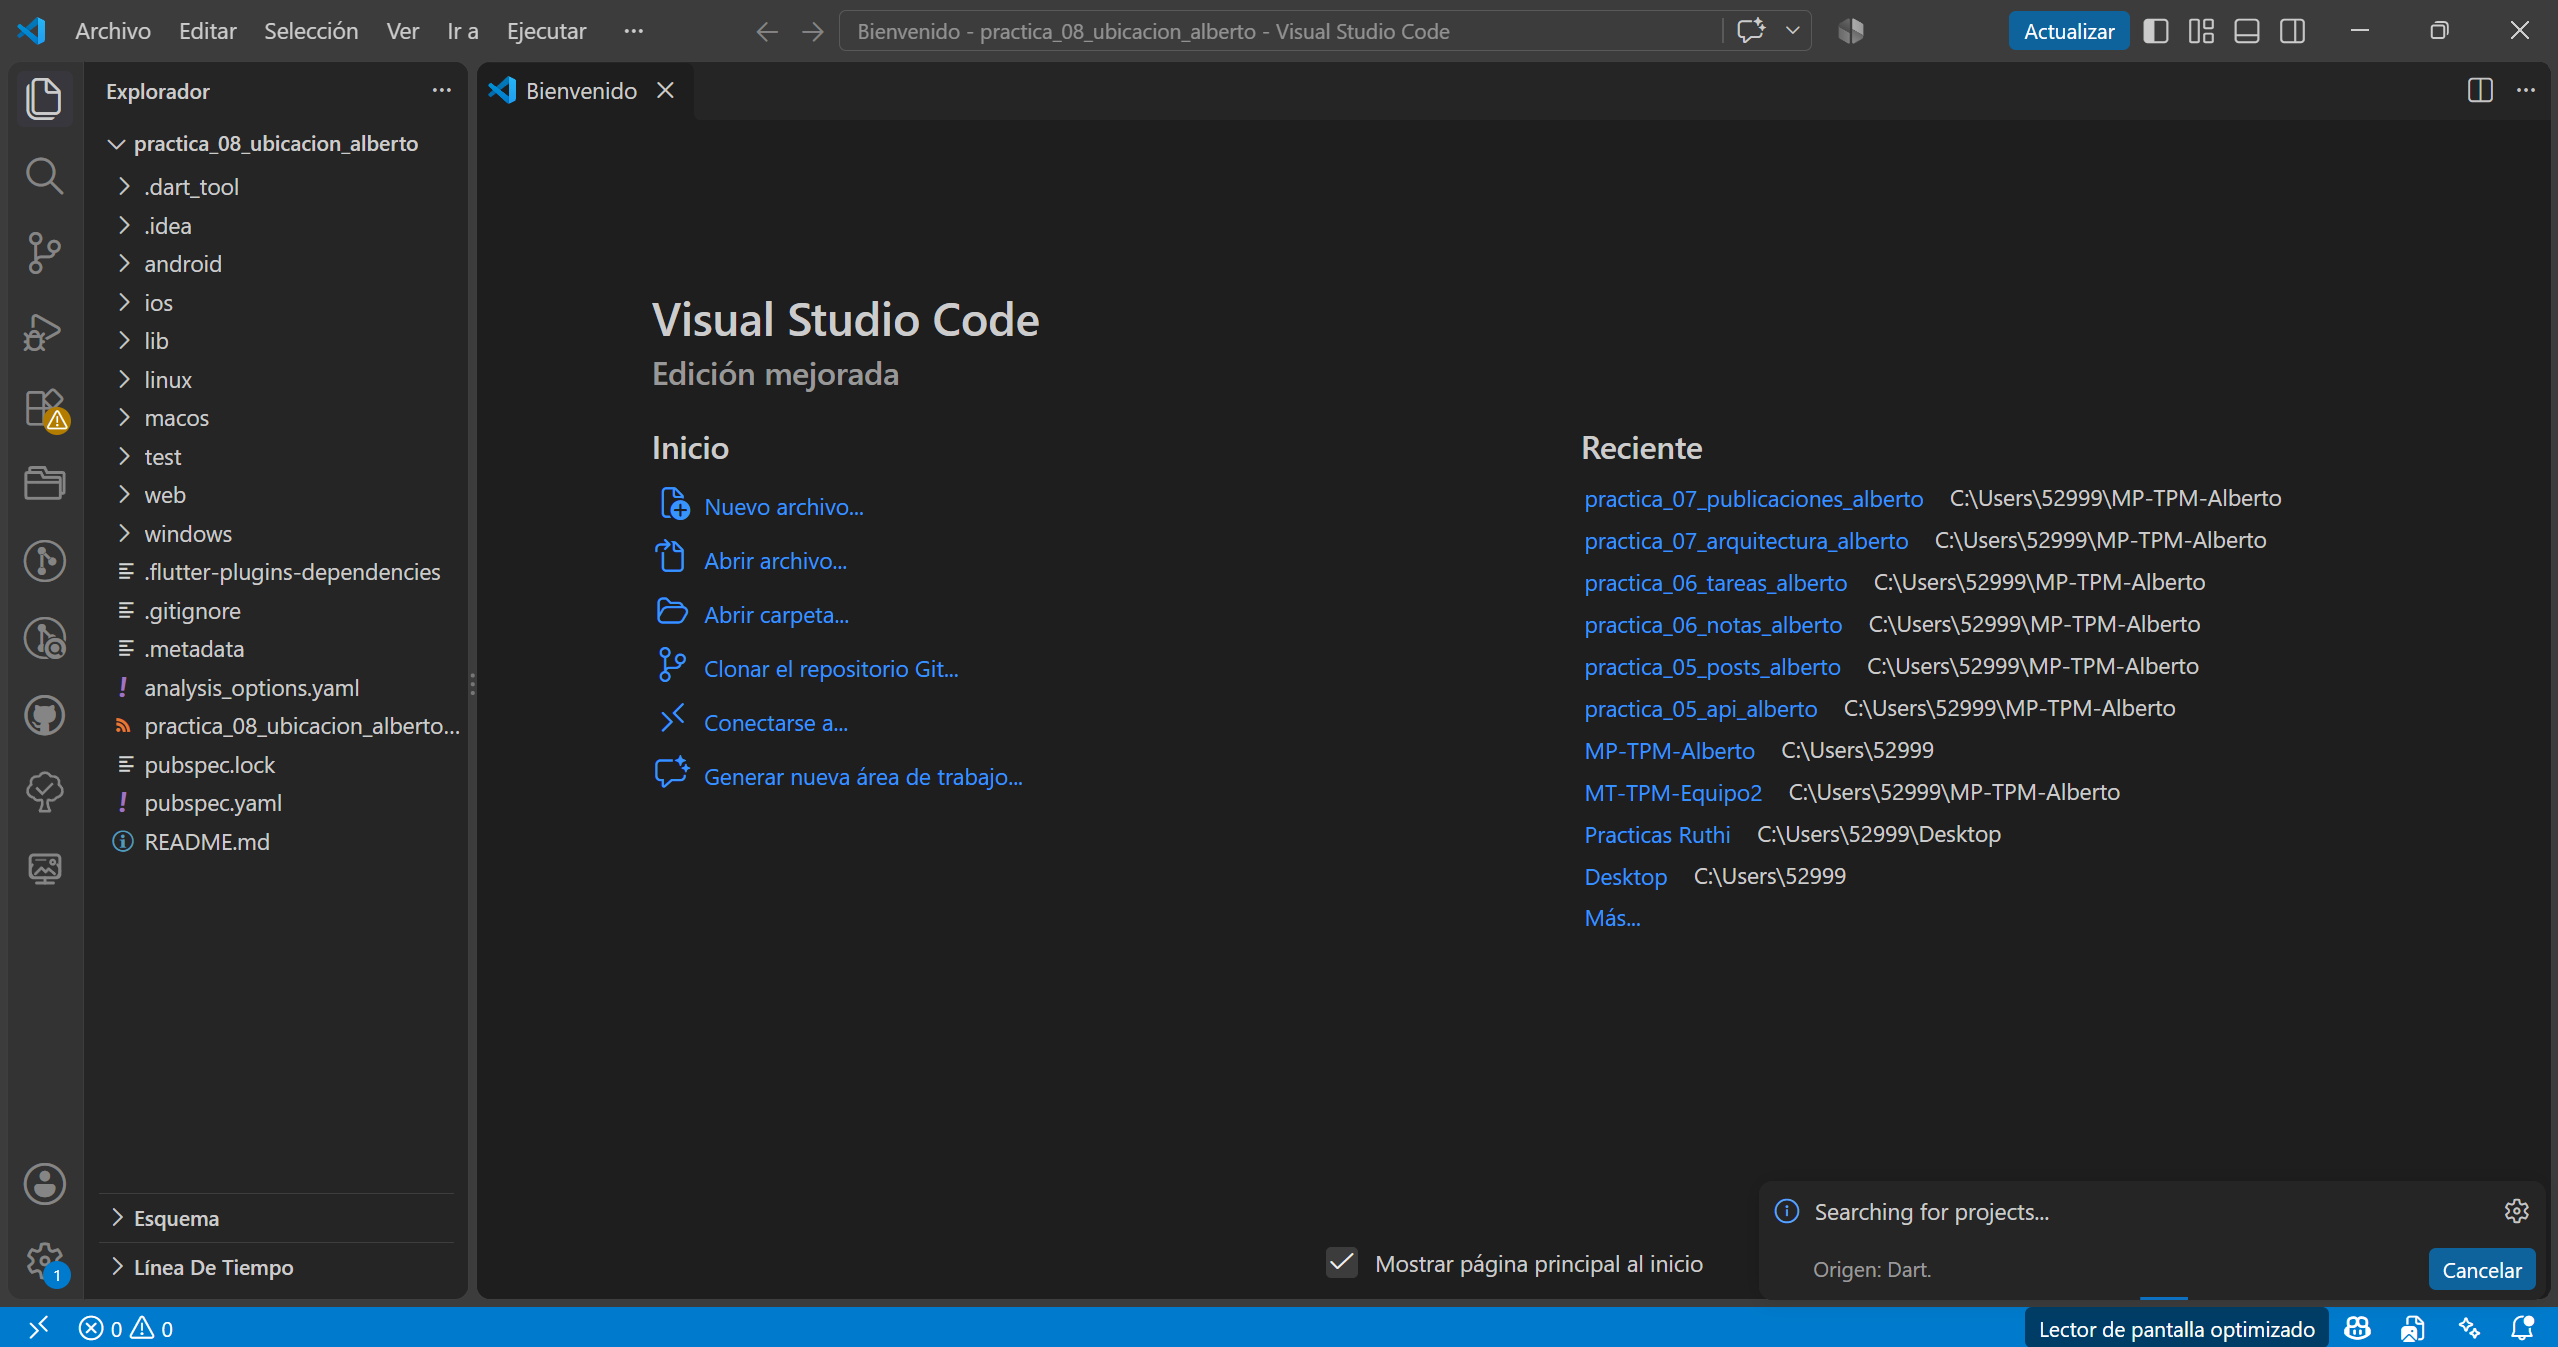 Archivo Editar Selección Ver Ir a Ejecutar ···
Bienvenido - practica_08_ubicacion_alberto - Visual Studio Code
Actualizar
Explorador
Bienvenido
practica_08_ubicacion_alberto
.dart_tool
.idea
android
ios
lib
linux
macos
test
web
windows
.flutter-plugins-dependencies
.gitignore
.metadata
analysis_options.yaml
practica_08_ubicacion_alberto...
pubspec.lock
pubspec.yaml
README.md
Esquema
Línea De Tiempo
1
Visual Studio Code
Edición mejorada
Inicio
Nuevo archivo...
Abrir archivo...
Abrir carpeta...
Clonar el repositorio Git...
Conectarse a...
Generar nueva área de trabajo...
Reciente
practica_07_publicaciones_alberto C:\Users\52999\MP-TPM-Alberto
practica_07_arquitectura_alberto C:\Users\52999\MP-TPM-Alberto
practica_06_tareas_alberto C:\Users\52999\MP-TPM-Alberto
practica_06_notas_alberto C:\Users\52999\MP-TPM-Alberto
practica_05_posts_alberto C:\Users\52999\MP-TPM-Alberto
practica_05_api_alberto C:\Users\52999\MP-TPM-Alberto
MP-TPM-Alberto C:\Users\52999
MT-TPM-Equipo2 C:\Users\52999\MP-TPM-Alberto
Practicas Ruthi C:\Users\52999\Desktop
Desktop C:\Users\52999
Más...
Mostrar página principal al inicio
Searching for projects...
Origen: Dart.
Cancelar
0 0
Lector de pantalla optimizado